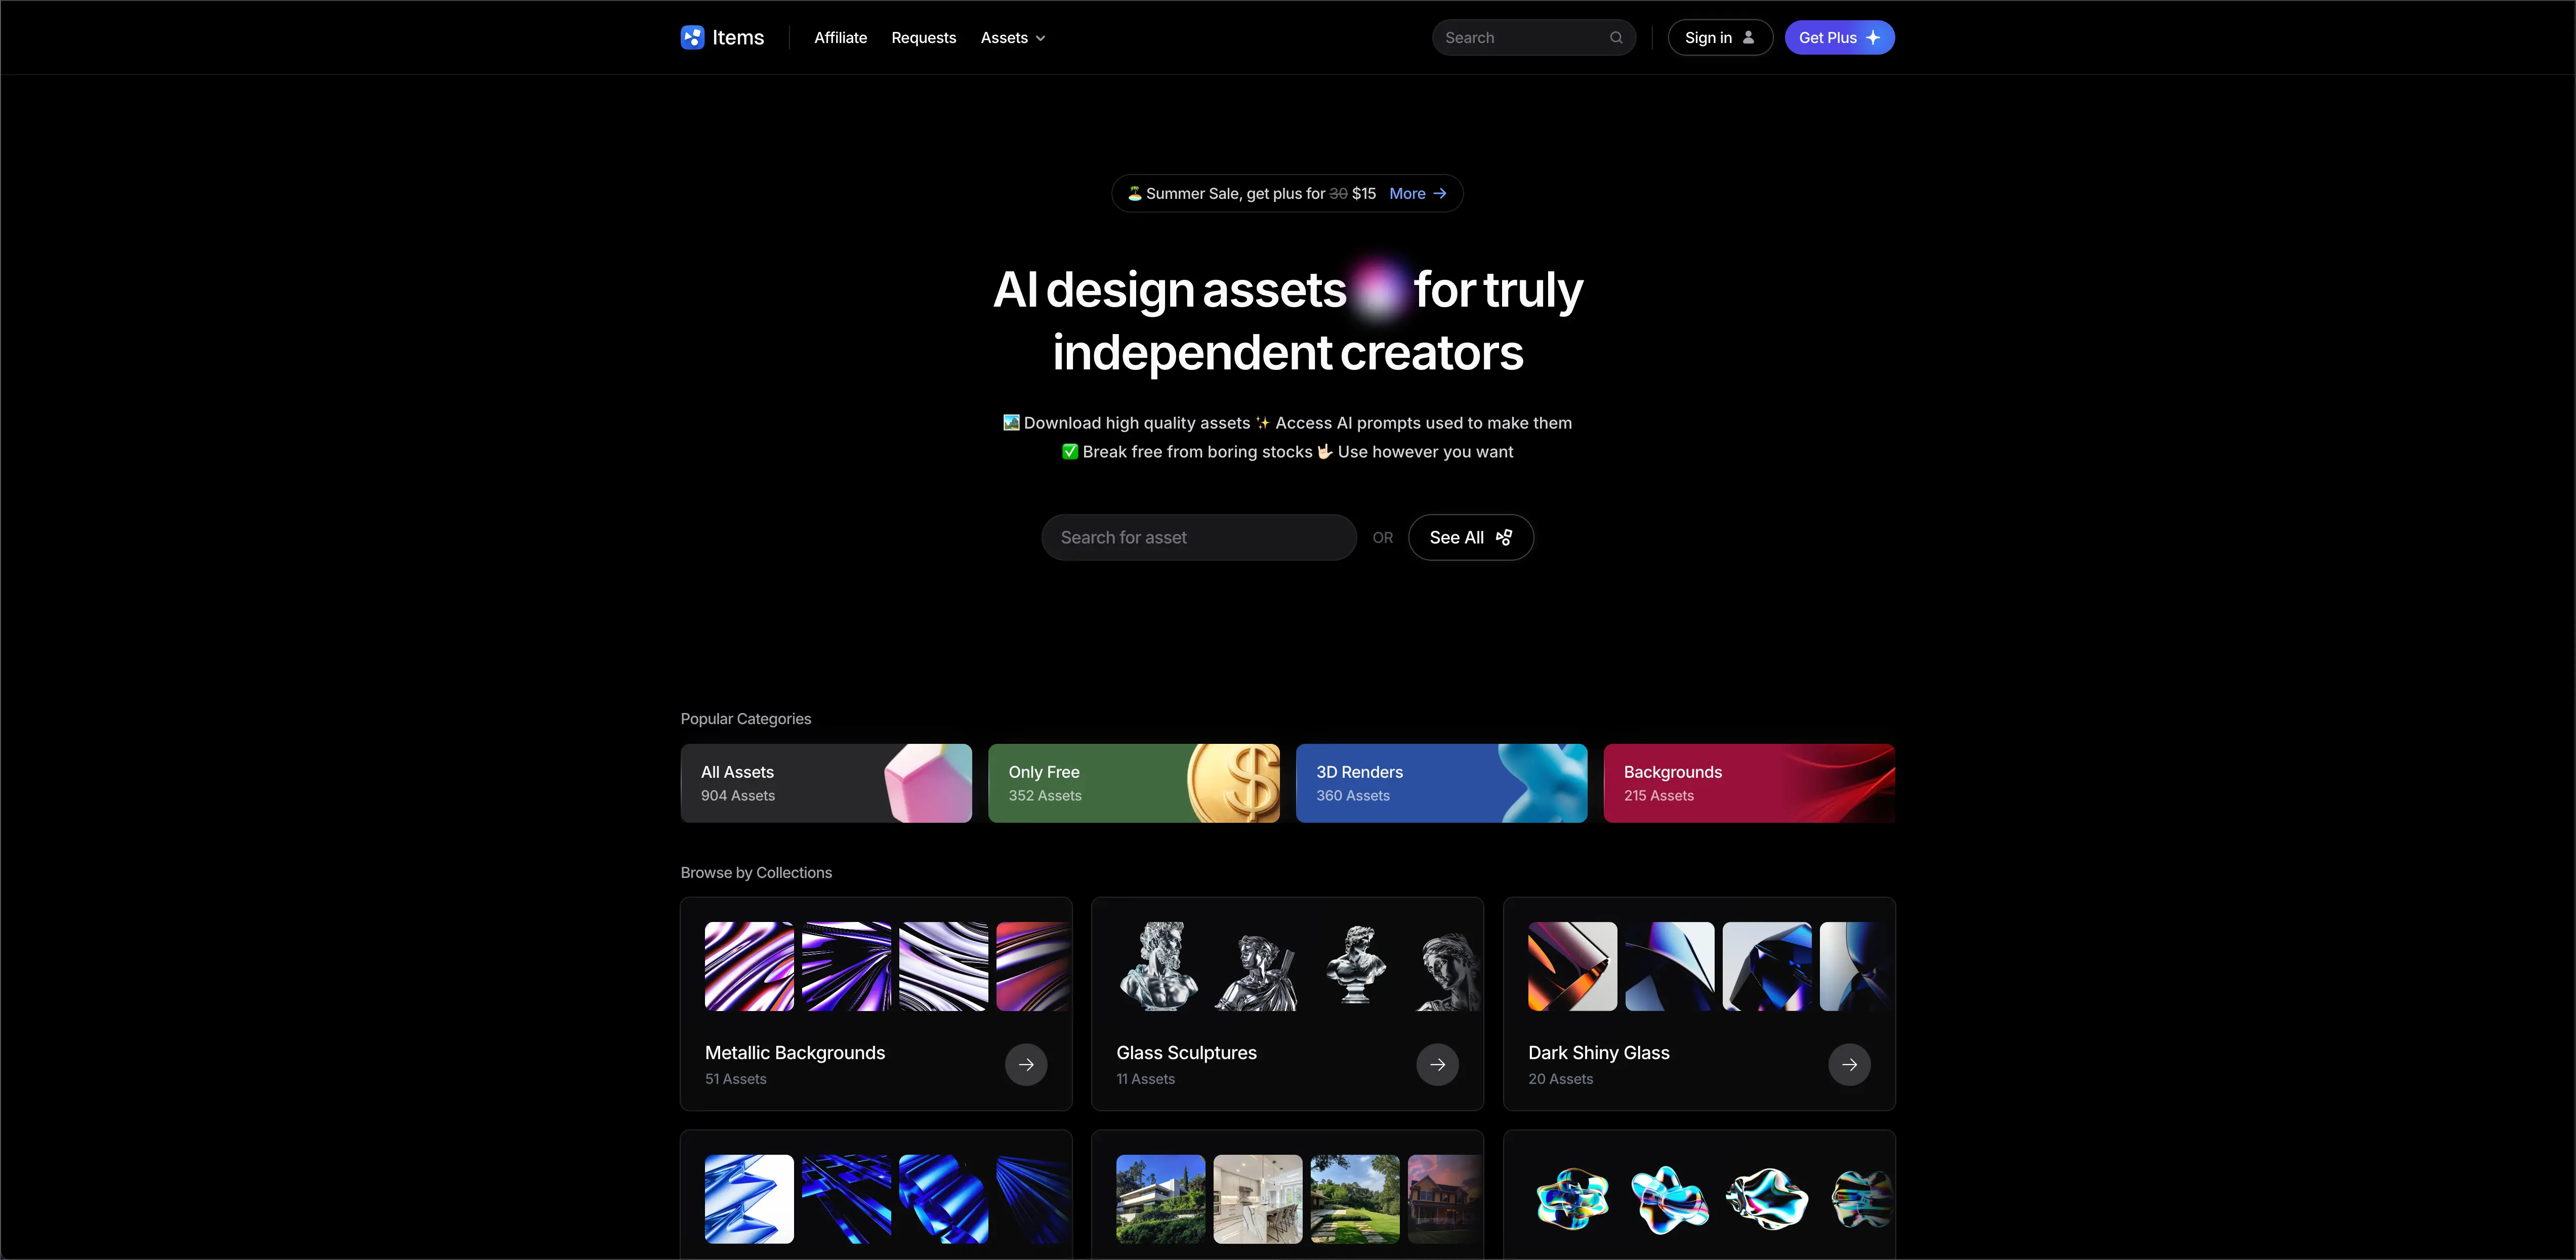 Items
Affiliate
Requests
Assets
Search
Sign in
Get Plus
🏝️ Summer Sale, get plus for 30 $15 More →
AI design assets for truly
independent creators
🏞️ Download high quality assets ✨ Access AI prompts used to make them
✅ Break free from boring stocks 🤟🏻 Use however you want
Search for asset
OR
See All
Popular Categories
All Assets
904 Assets
Only Free
352 Assets
3D Renders
360 Assets
Backgrounds
215 Assets
Browse by Collections
Metallic Backgrounds
51 Assets
Glass Sculptures
11 Assets
Dark Shiny Glass
20 Assets